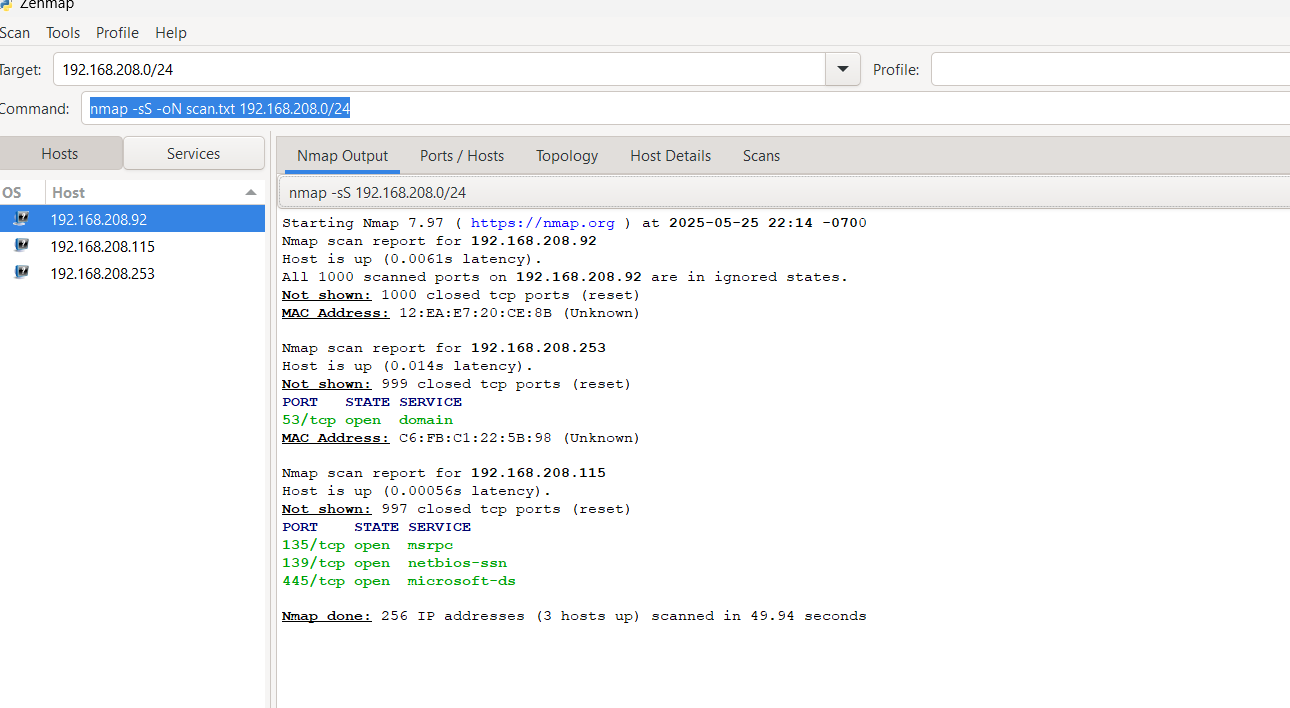 Zenmap
Scan Tools Profile Help
Target: 192.168.208.0/24 Profile:
Command: nmap -sS -oN scan.txt 192.168.208.0/24
Hosts Services
Nmap Output Ports / Hosts Topology Host Details Scans
OS Host
nmap -sS 192.168.208.0/24
192.168.208.92
192.168.208.115
192.168.208.253
Starting Nmap 7.97 ( https://nmap.org ) at 2025-05-25 22:14 -0700
Nmap scan report for 192.168.208.92
Host is up (0.0061s latency).
All 1000 scanned ports on 192.168.208.92 are in ignored states.
Not shown: 1000 closed tcp ports (reset)
MAC Address: 12:EA:E7:20:CE:8B (Unknown)
Nmap scan report for 192.168.208.253
Host is up (0.014s latency).
Not shown: 999 closed tcp ports (reset)
PORT STATE SERVICE
53/tcp open domain
MAC Address: C6:FB:C1:22:5B:98 (Unknown)
Nmap scan report for 192.168.208.115
Host is up (0.00056s latency).
Not shown: 997 closed tcp ports (reset)
PORT STATE SERVICE
135/tcp open msrpc
139/tcp open netbios-ssn
445/tcp open microsoft-ds
Nmap done: 256 IP addresses (3 hosts up) scanned in 49.94 seconds